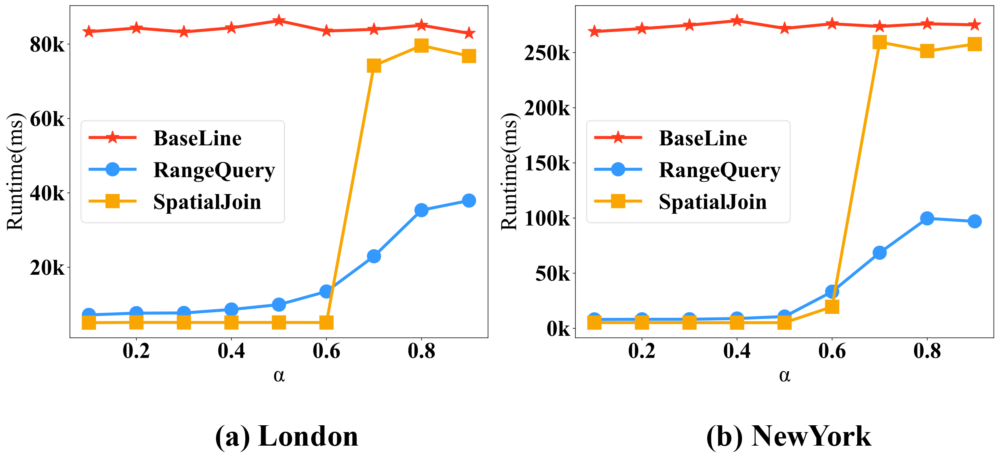 80k
60k
40k
20k
Runtime(ms)
BaseLine
RangeQuery
SpatialJoin
0.2 0.4 0.6 0.8
α
(a) London
250k
200k
150k
100k
50k
0k
Runtime(ms)
BaseLine
RangeQuery
SpatialJoin
0.2 0.4 0.6 0.8
α
(b) NewYork